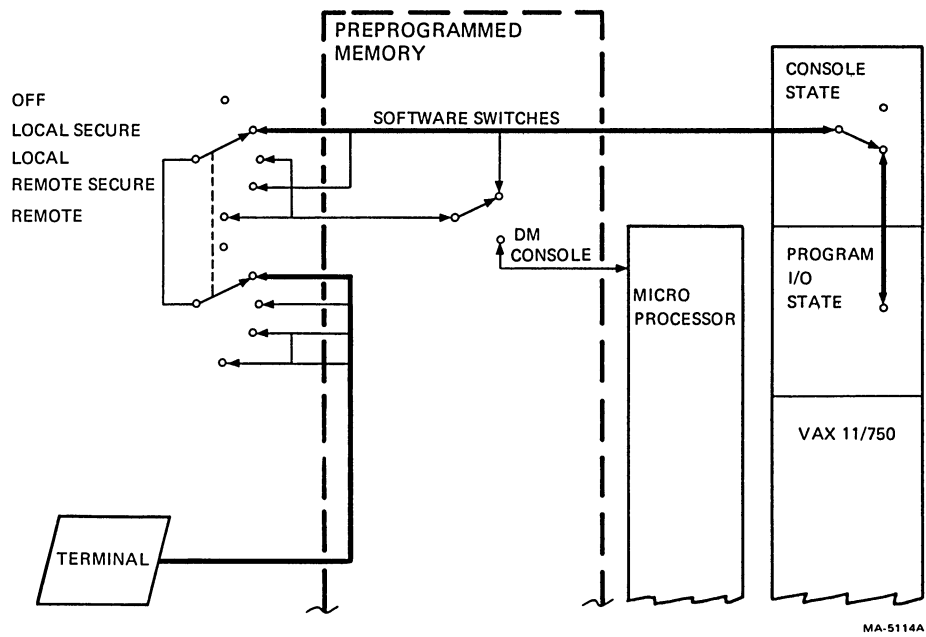 PREPROGRAMMED
MEMORY
CONSOLE
STATE
OFF
LOCAL SECURE
SOFTWARE SWITCHES
LOCAL
REMOTE SECURE
REMOTE
DM
CONSOLE
PROGRAM
I/O
STATE
MICRO
PROCESSOR
VAX 11/750
TERMINAL
MA-5114A